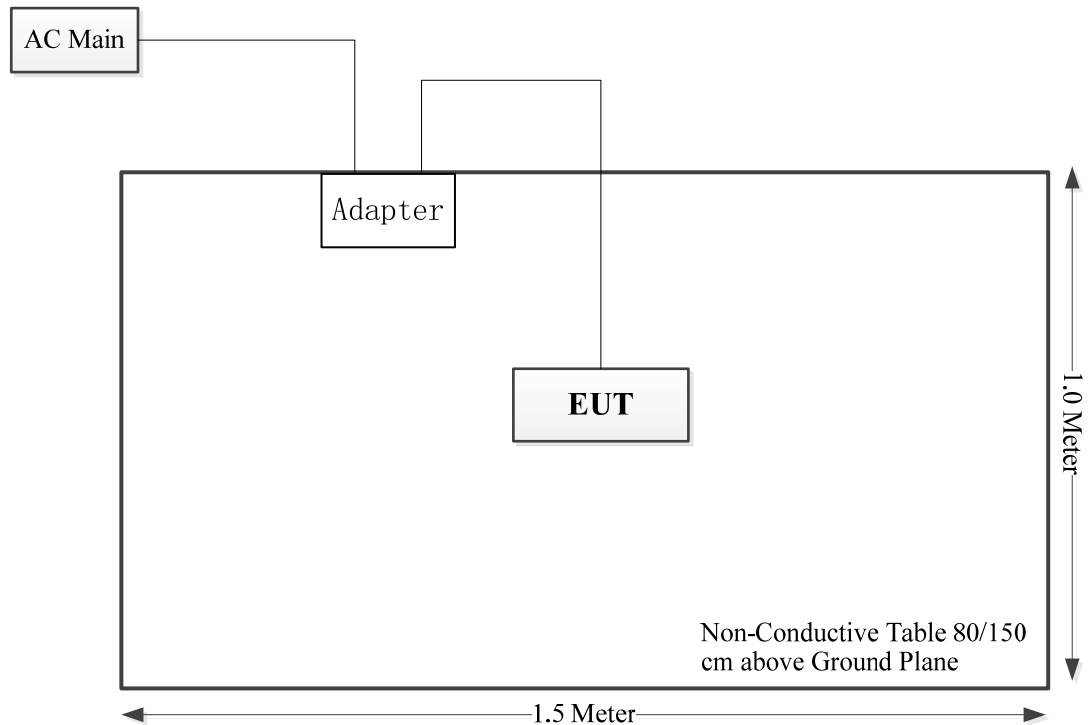 AC Main
Adapter
EUT
1.0 Meter
Non-Conductive Table 80/150
cm above Ground Plane
1.5 Meter